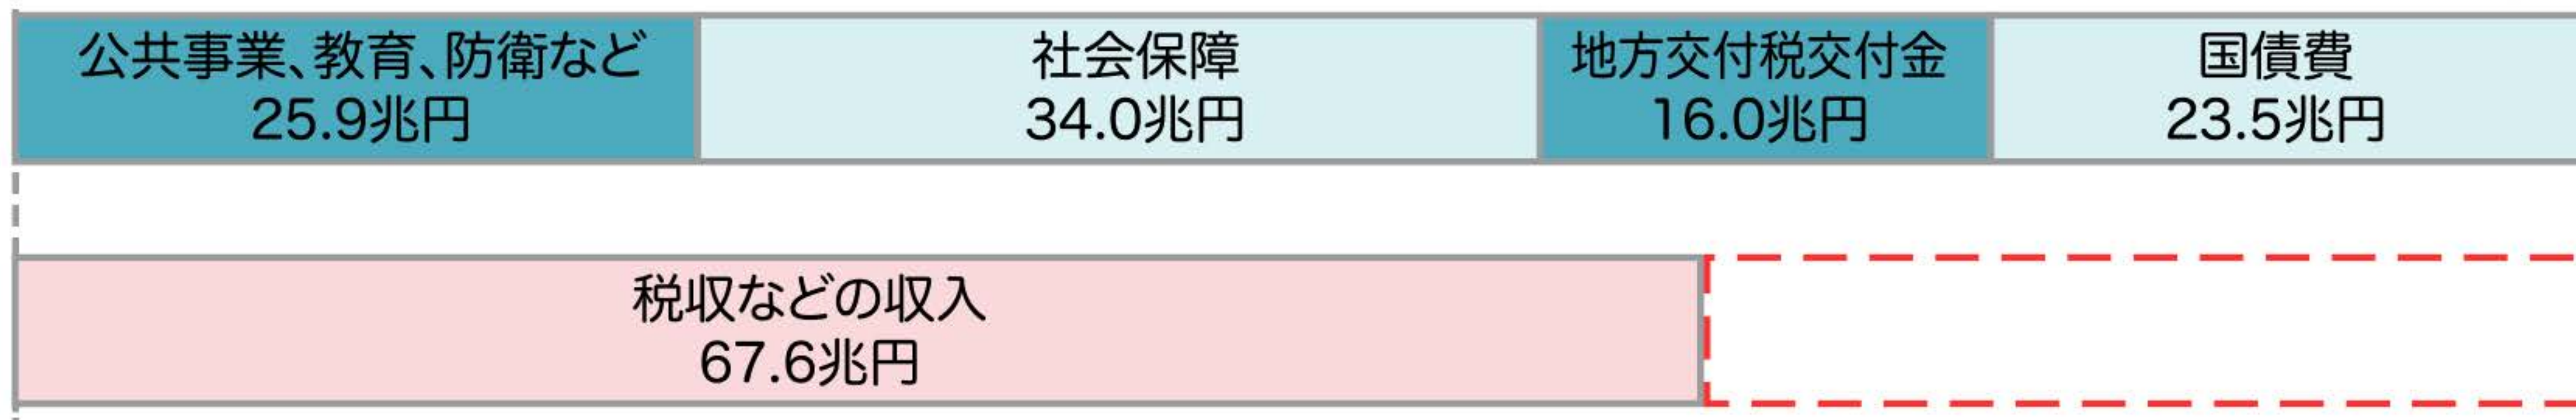 公共事業、教育、防衛など
25.9兆円
社会保障
34.0兆円
地方交付税交付金
16.0兆円
国債費
23.5兆円
税収などの収入
67.6兆円